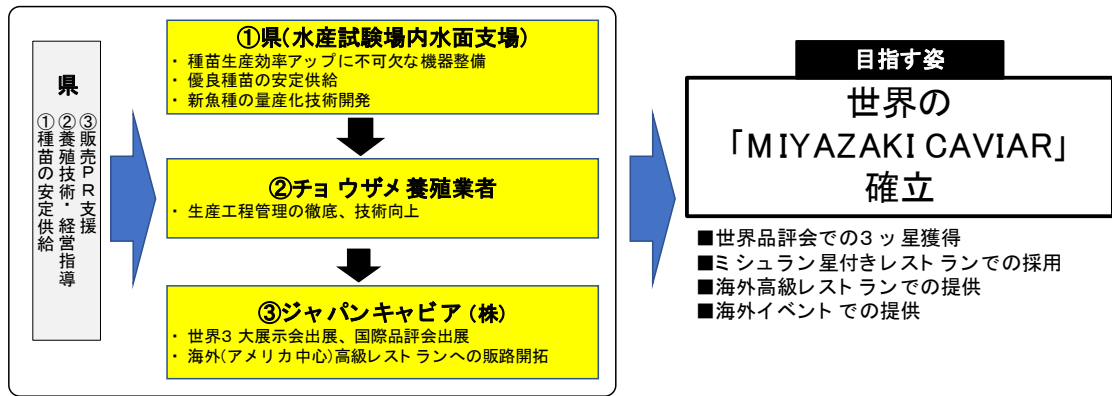 県
①種苗の安定供給
②養殖技術・経営指導
③販売PR支援
①県(水産試験場内水面支場)
・ 種苗生産効率アップに不可欠な機器整備
・ 優良種苗の安定供給
・ 新魚種の量産化技術開発
②チョウザメ養殖業者
・ 生産工程管理の徹底、技術向上
③ジャパンキャビア(株)
・ 世界3大展示会出展、国際品評会出展
・ 海外(アメリカ中心)高級レストランへの販路開拓
目指す姿
世界の
「MIYAZAKI CAVIAR」
確立
■世界品評会での3ッ星獲得
■ミシュラン星付きレストランでの採用
■海外高級レストランでの提供
■海外イベントでの提供